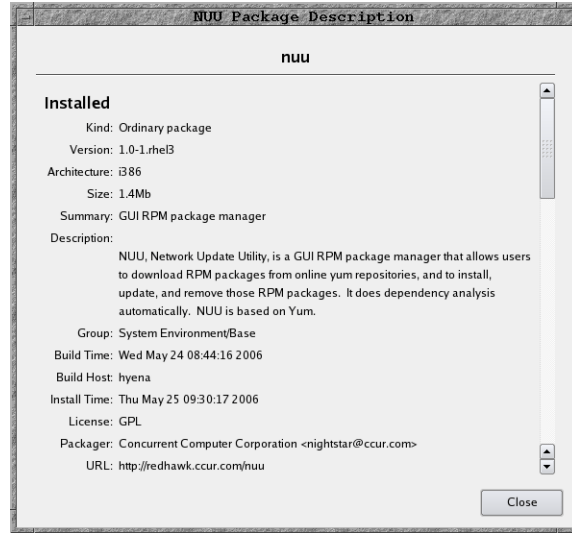 NUU Package Description
nuu
Installed
Kind: Ordinary package
Version: 1.0-1.rhel3
Architecture: i386
Size: 1.4Mb
Summary: GUI RPM package manager
Description:
NUU, Network Update Utility, is a GUI RPM package manager that allows users
to download RPM packages from online yum repositories, and to install,
update, and remove those RPM packages. It does dependency analysis
automatically. NUU is based on Yum.
Group: System Environment/Base
Build Time: Wed May 24 08:44:16 2006
Build Host: hyena
Install Time: Thu May 25 09:30:17 2006
License: GPL
Packager: Concurrent Computer Corporation <nightstar@ccur.com>
URL: http://redhawk.ccur.com/nuu
Close